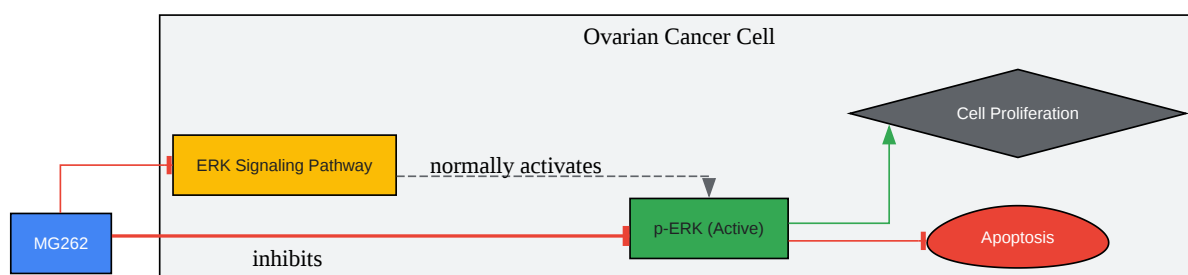 Ovarian Cancer Cell
Cell Proliferation
ERK Signaling Pathway
normally activates
p-ERK (Active)
MG262
Apoptosis
inhibits